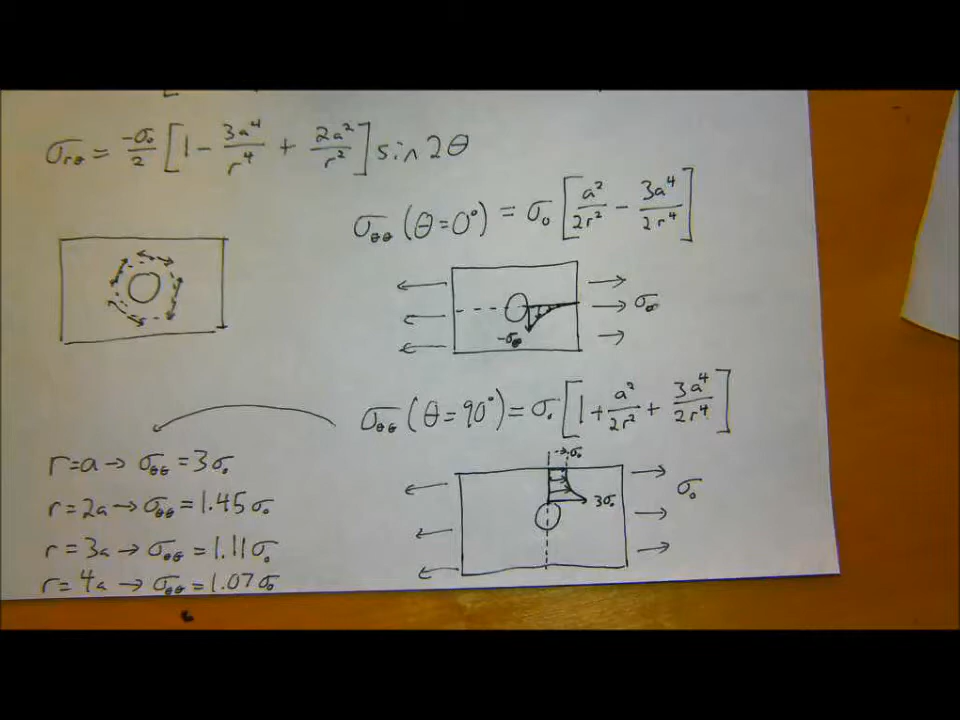 σrθ = -σ₀/2 [1 - 3a⁴/r⁴ + 2a²/r²] sin 2θ
σθθ (θ=0°) = σ₀ [a²/2r² - 3a⁴/2r⁴]
σ₀
-σ₀
σθθ (θ=90°) = σ₀ [1 + a²/2r² + 3a⁴/2r⁴]
σ₀
3σ₀
σ₀
r=a → σθθ = 3σ₀
r=2a → σθθ = 1.45σ₀
r=3a → σθθ = 1.11σ₀
r=4a → σθθ = 1.07σ₀